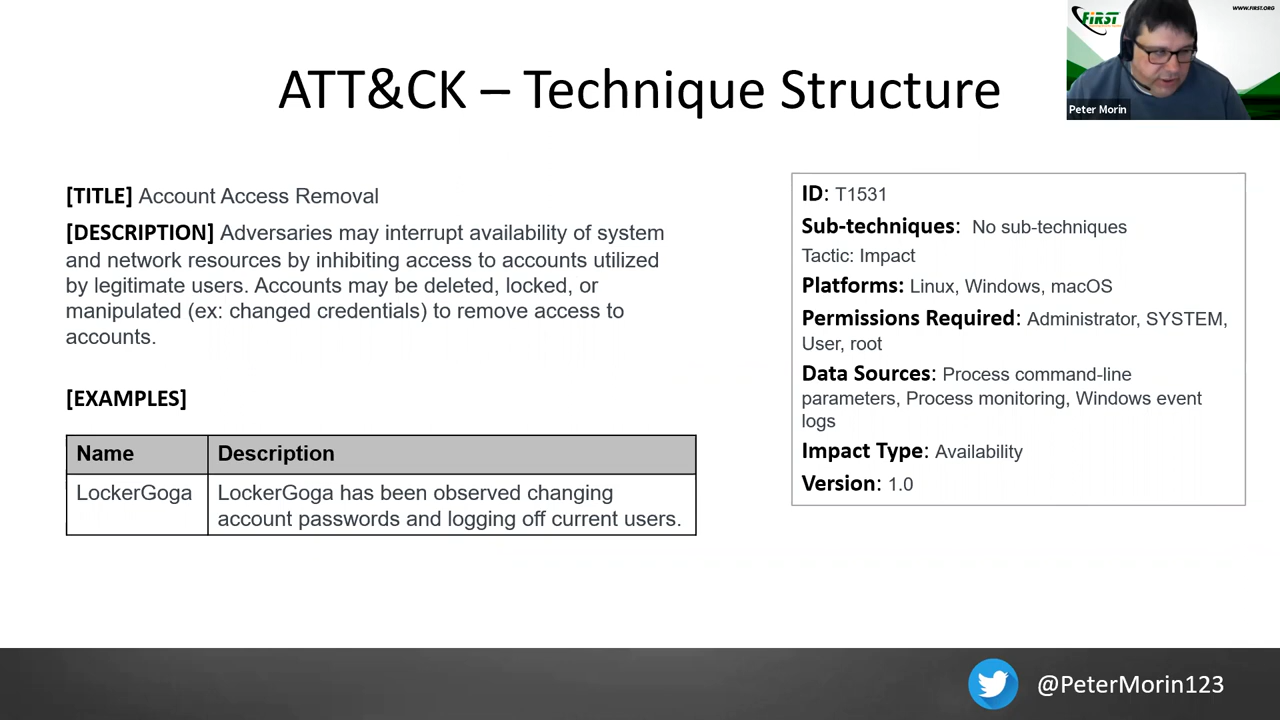 WWW.FIRST.ORG
FiRST
Peter Morin
ATT&CK – Technique Structure
[TITLE] Account Access Removal
[DESCRIPTION] Adversaries may interrupt availability of system
and network resources by inhibiting access to accounts utilized
by legitimate users. Accounts may be deleted, locked, or
manipulated (ex: changed credentials) to remove access to
accounts.
[EXAMPLES]
Name Description
LockerGoga LockerGoga has been observed changing
account passwords and logging off current users.
ID: T1531
Sub-techniques: No sub-techniques
Tactic: Impact
Platforms: Linux, Windows, macOS
Permissions Required: Administrator, SYSTEM,
User, root
Data Sources: Process command-line
parameters, Process monitoring, Windows event
logs
Impact Type: Availability
Version: 1.0
@PeterMorin123